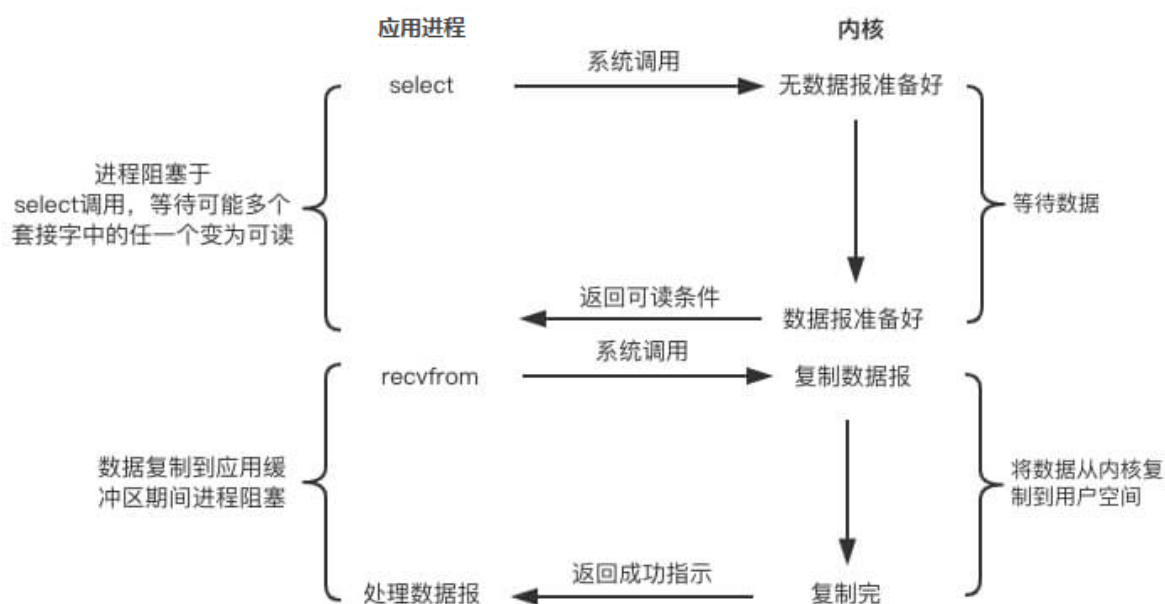 应用进程
内核
系统调用
select
无数据报准备好
进程阻塞于
select调用，等待可能多个
套接字中的任一个变为可读
等待数据
返回可读条件
数据报准备好
系统调用
recvfrom
复制数据报
数据复制到应用缓
冲区期间进程阻塞
将数据从内核复
制到用户空间
返回成功指示
处理数据报
复制完